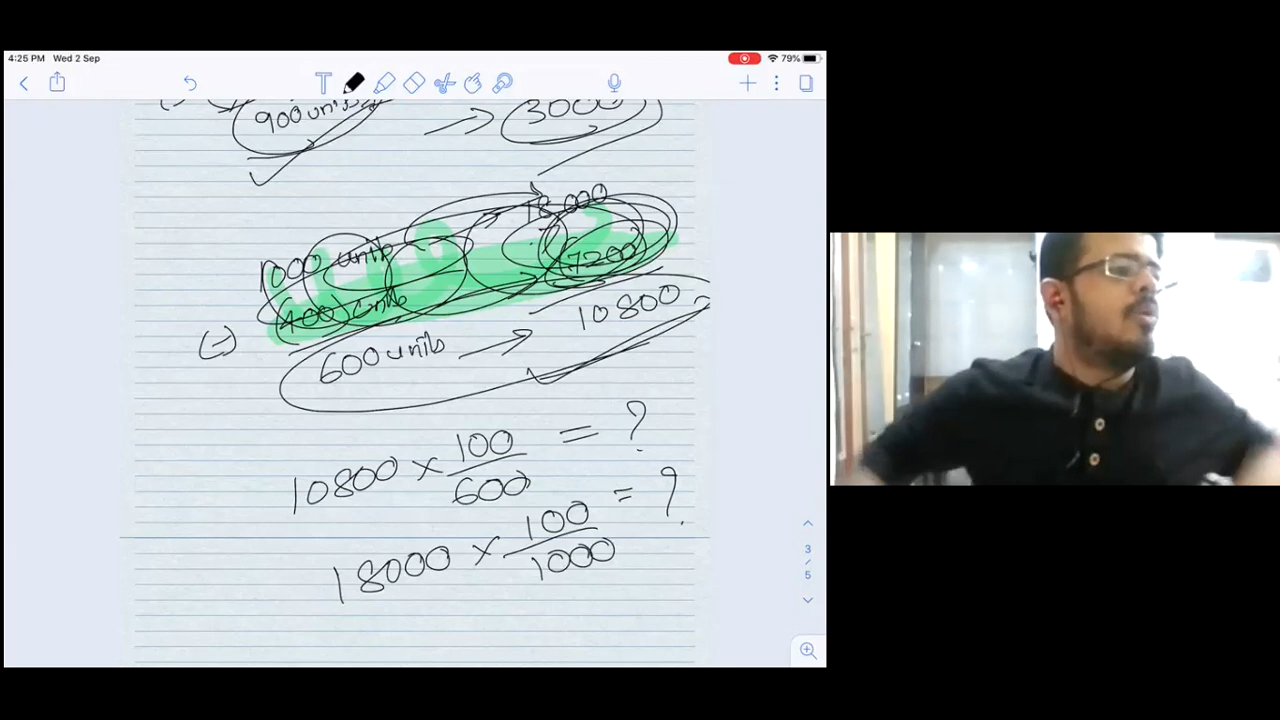 4:25 PM Wed 2 Sep
79%
T
900 units → 3000
1000 units → 18000
(-) 400 units → 7200
600 units → 10800
10800 × 100/600 = ?
18000 × 100/1000 = ?
3
/
5